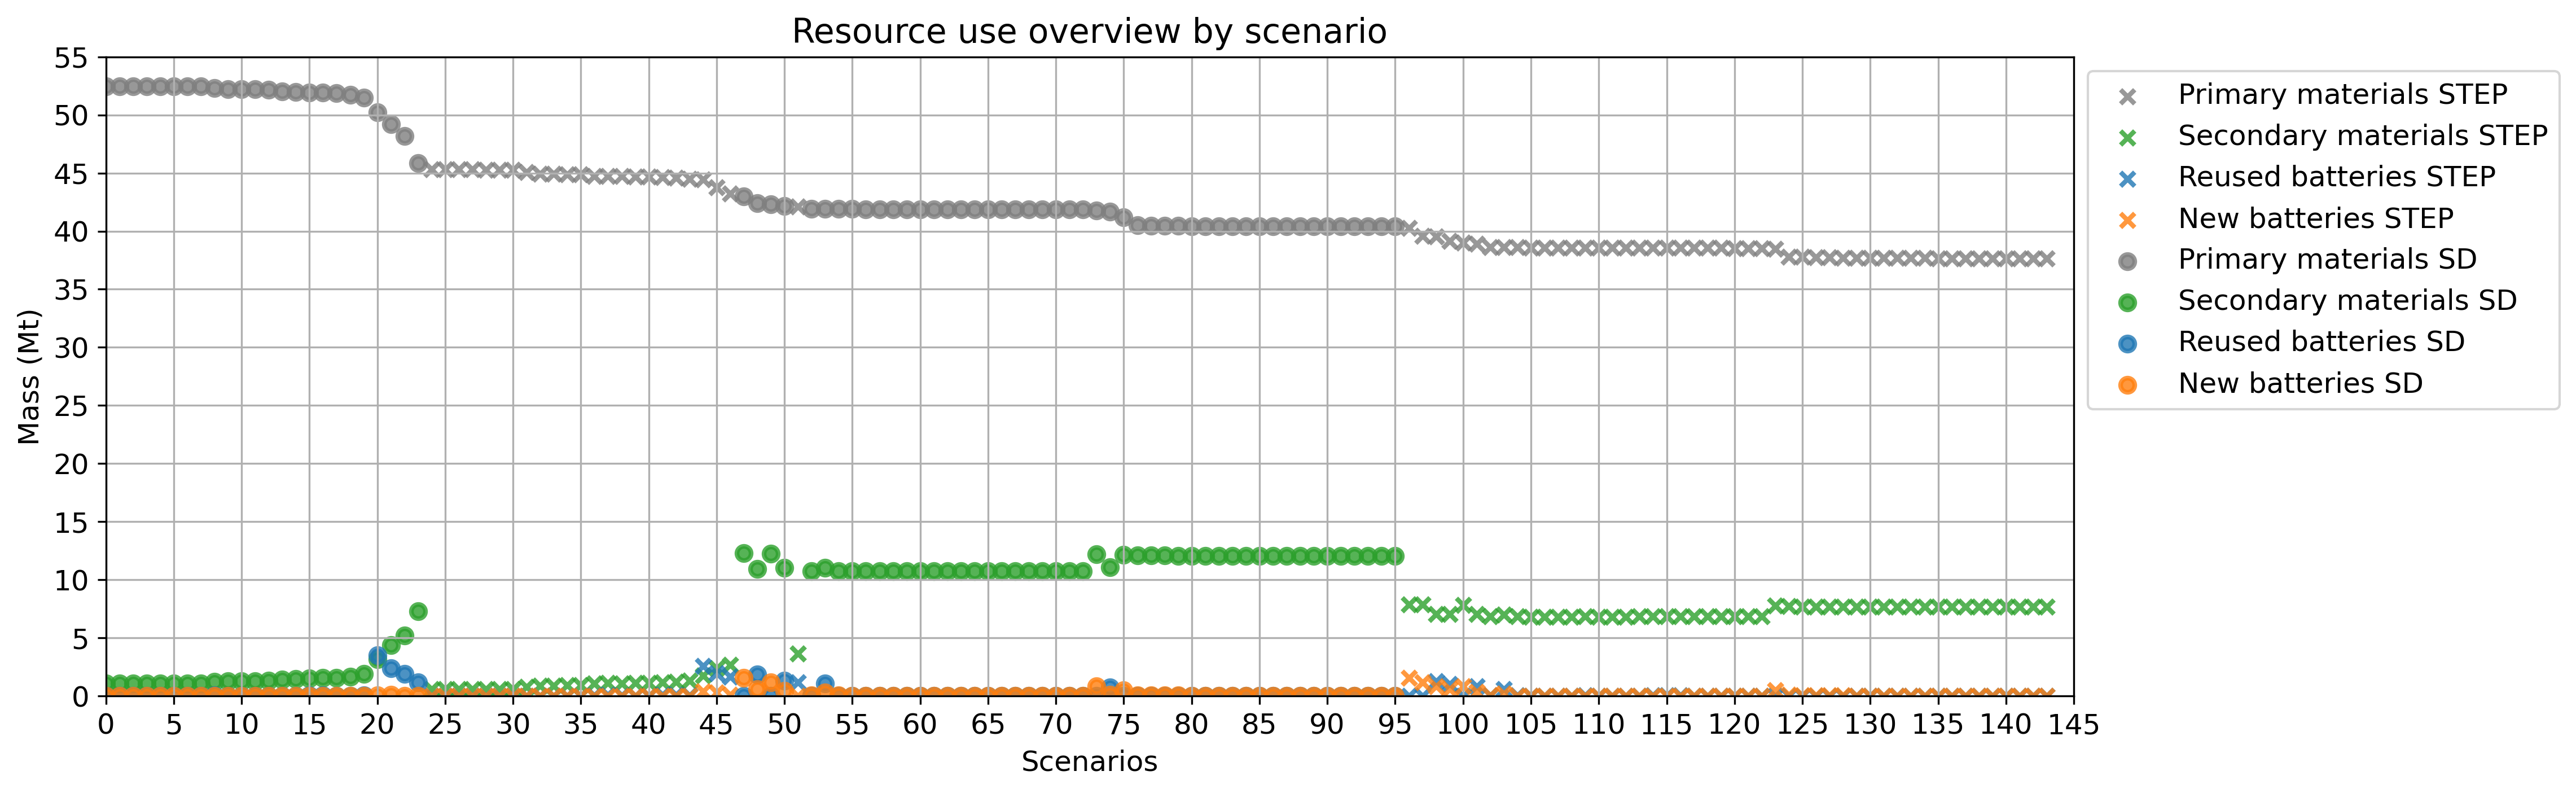 Resource use overview by scenario
55
50
45
40
35
30
25
20
15
10
5
0
Mass (Mt)
0 5 10 15 20 25 30 35 40 45 50 55 60 65 70 75 80 85 90 95 100 105 110 115 120 125 130 135 140 145
Scenarios
Primary materials STEP
Secondary materials STEP
Reused batteries STEP
New batteries STEP
Primary materials SD
Secondary materials SD
Reused batteries SD
New batteries SD